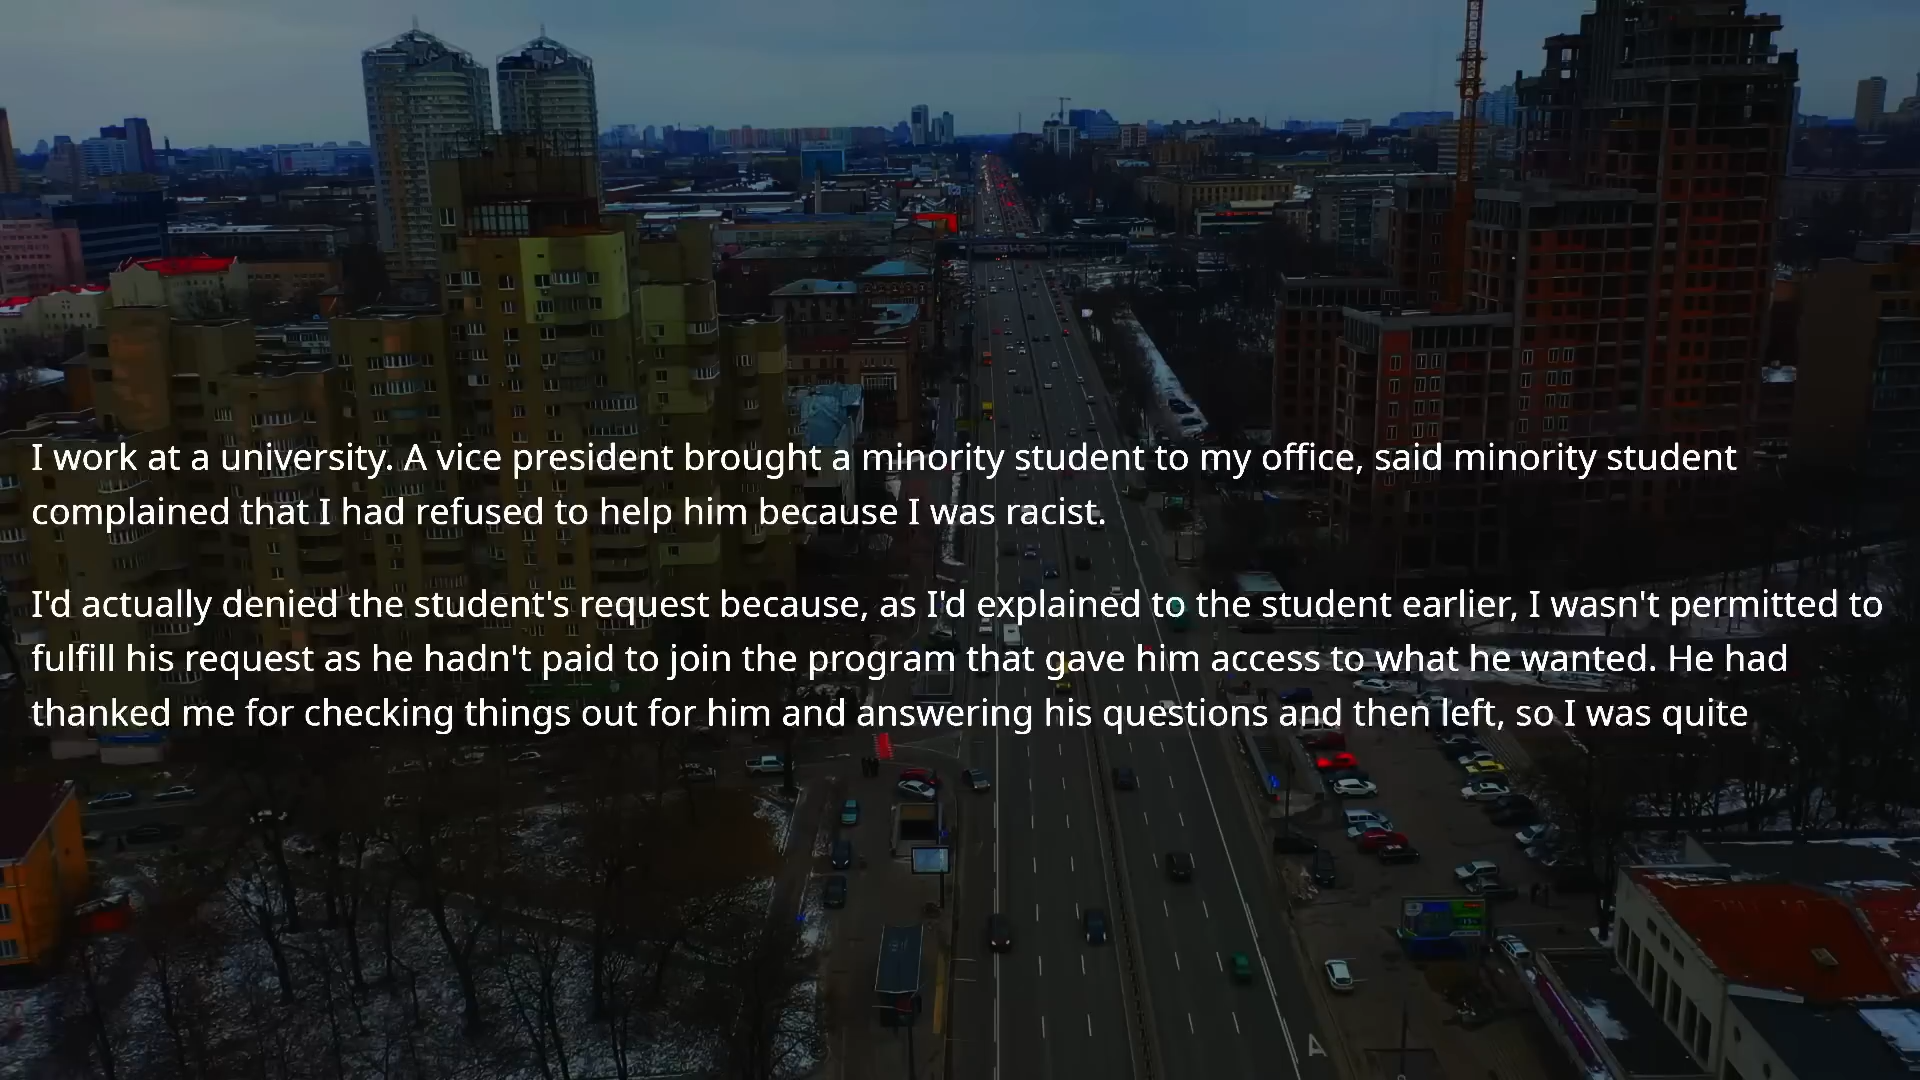 I work at a university. A vice president brought a minority student to my office, said minority student
complained that I had refused to help him because I was racist.
I'd actually denied the student's request because, as I'd explained to the student earlier, I wasn't permitted to
fulfill his request as he hadn't paid to join the program that gave him access to what he wanted. He had
thanked me for checking things out for him and answering his questions and then left, so I was quite